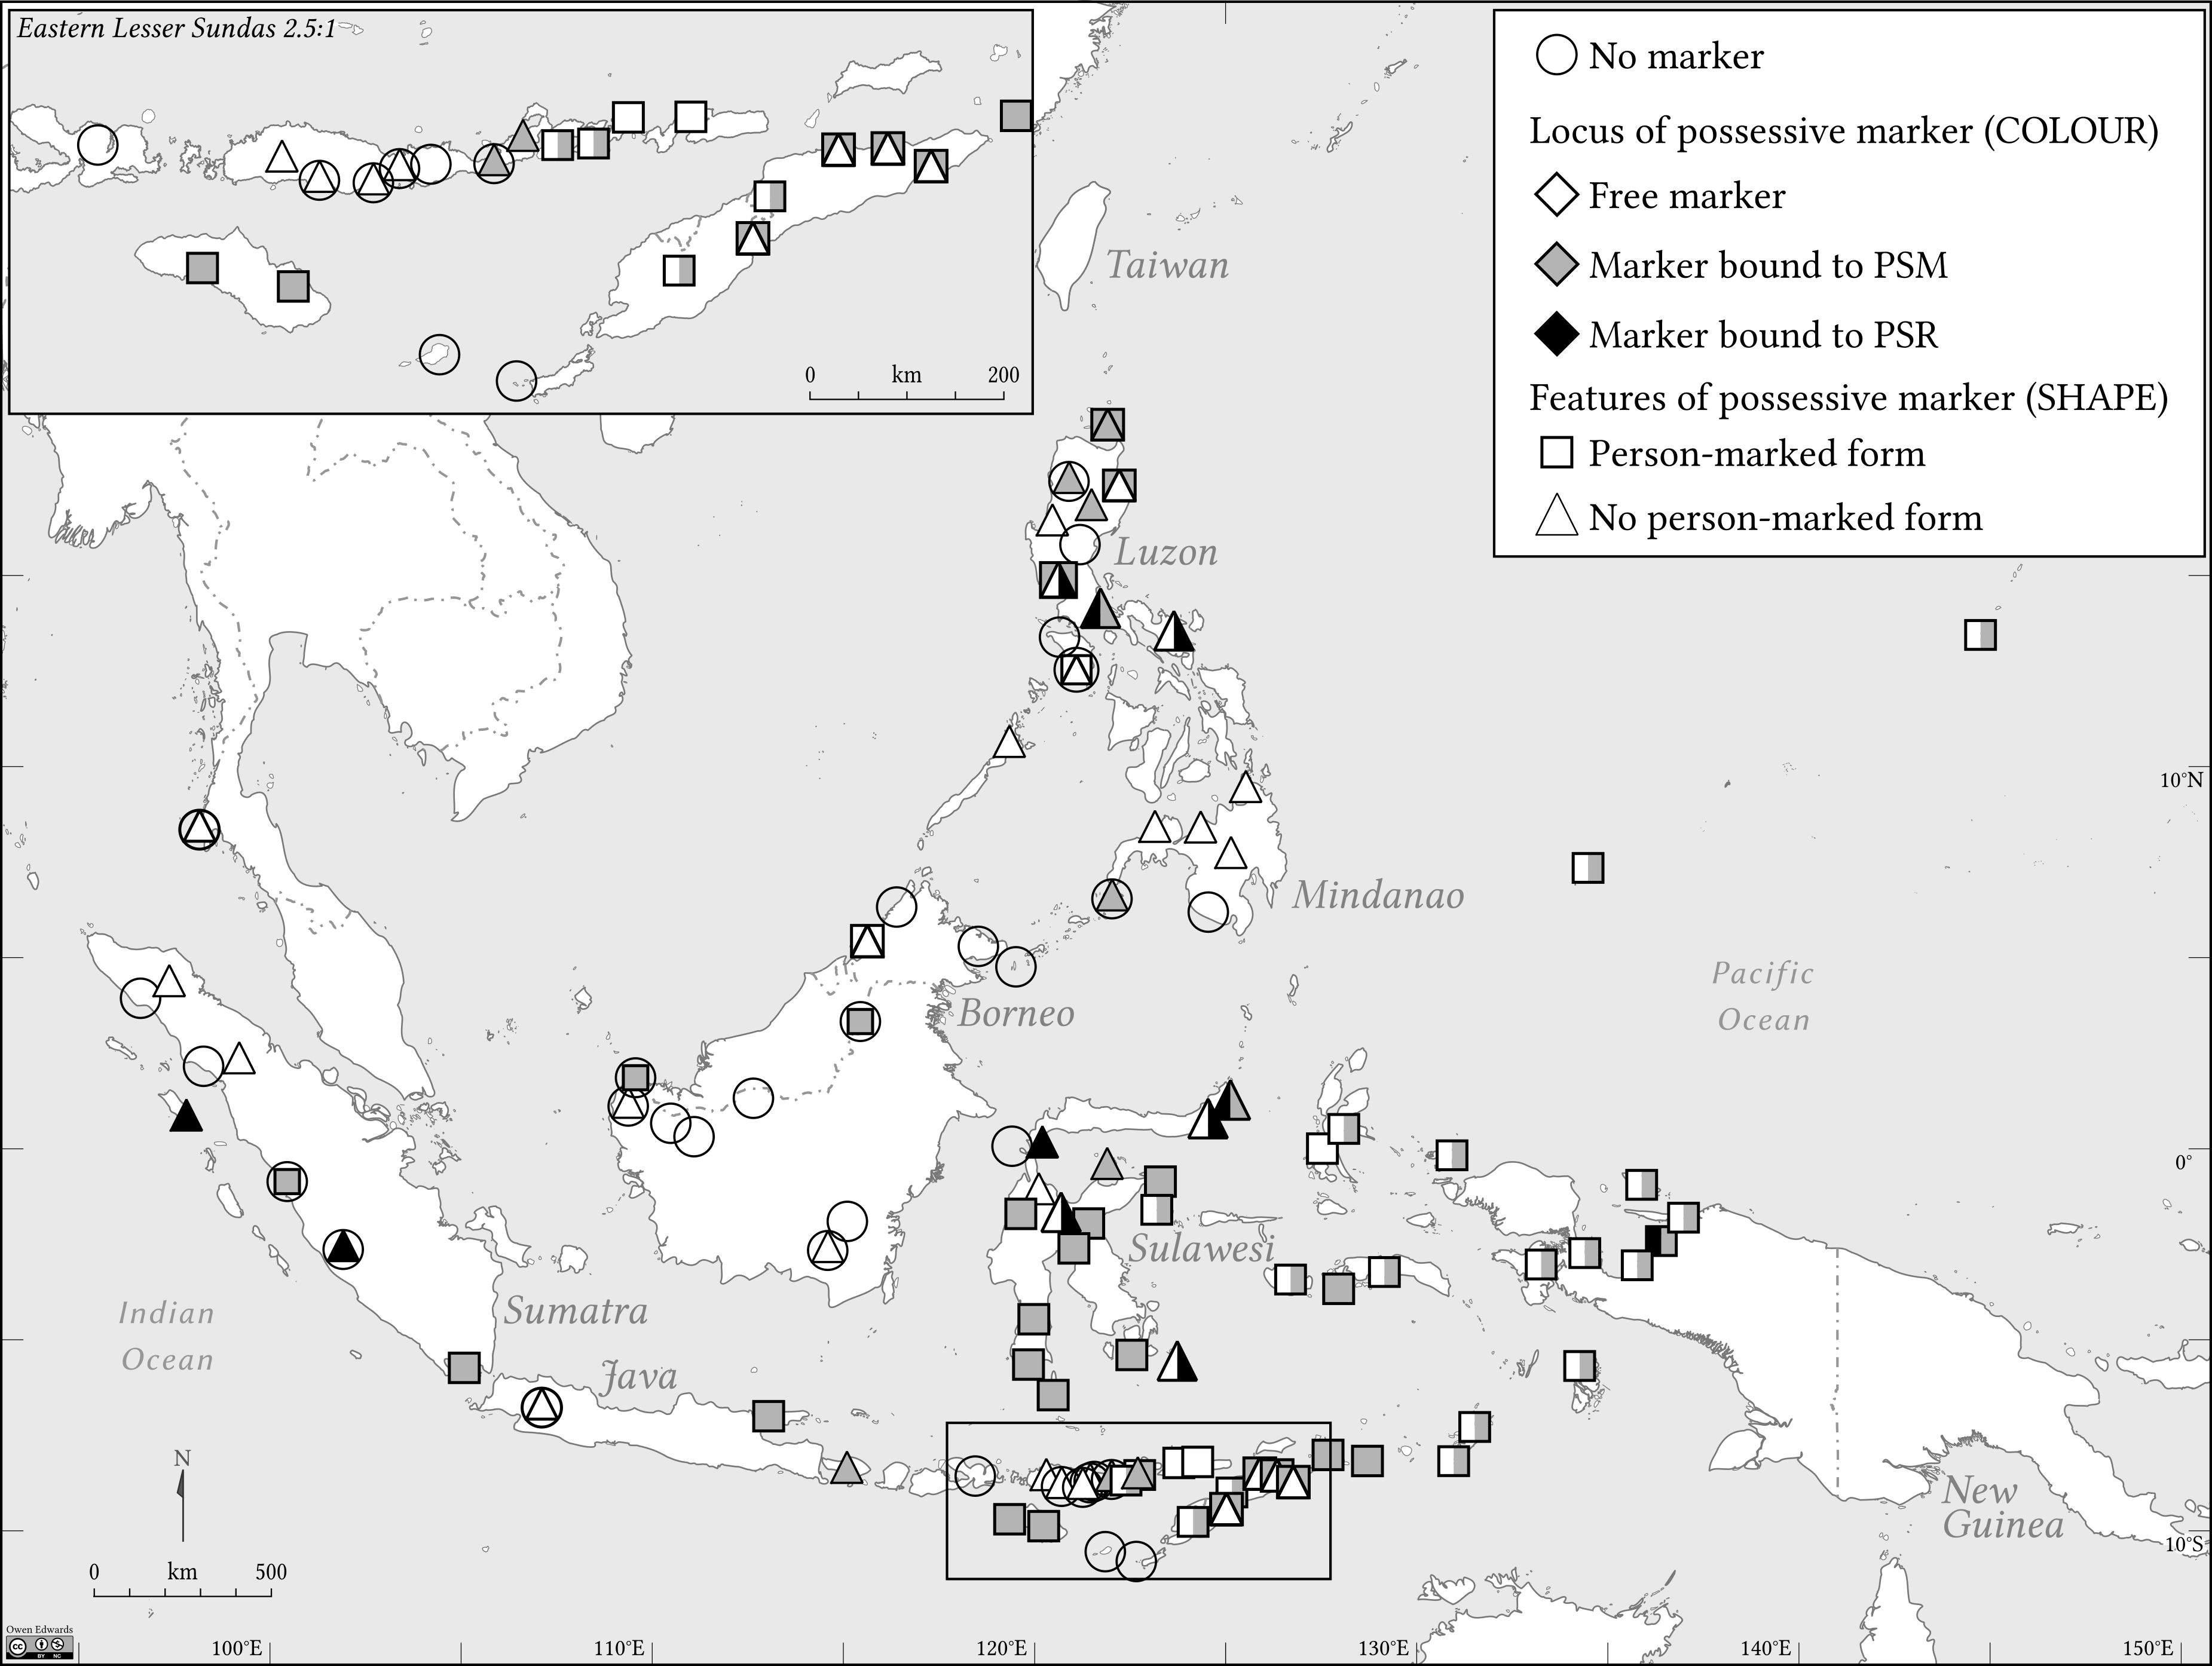 Eastern Lesser Sundas 2.5:1
0 km 200
No marker
Locus of possessive marker (COLOUR)
Free marker
Marker bound to PSM
Marker bound to PSR
Features of possessive marker (SHAPE)
Person-marked form
No person-marked form
Taiwan
Luzon
10°N
Mindanao
Pacific
Ocean
Borneo
0°
Sulawesi
Indian
Ocean
Sumatra
Java
N
New
Guinea
10°S
0 km 500
Owen Edwards
cc
BY NC
100°E
110°E
120°E
130°E
140°E
150°E